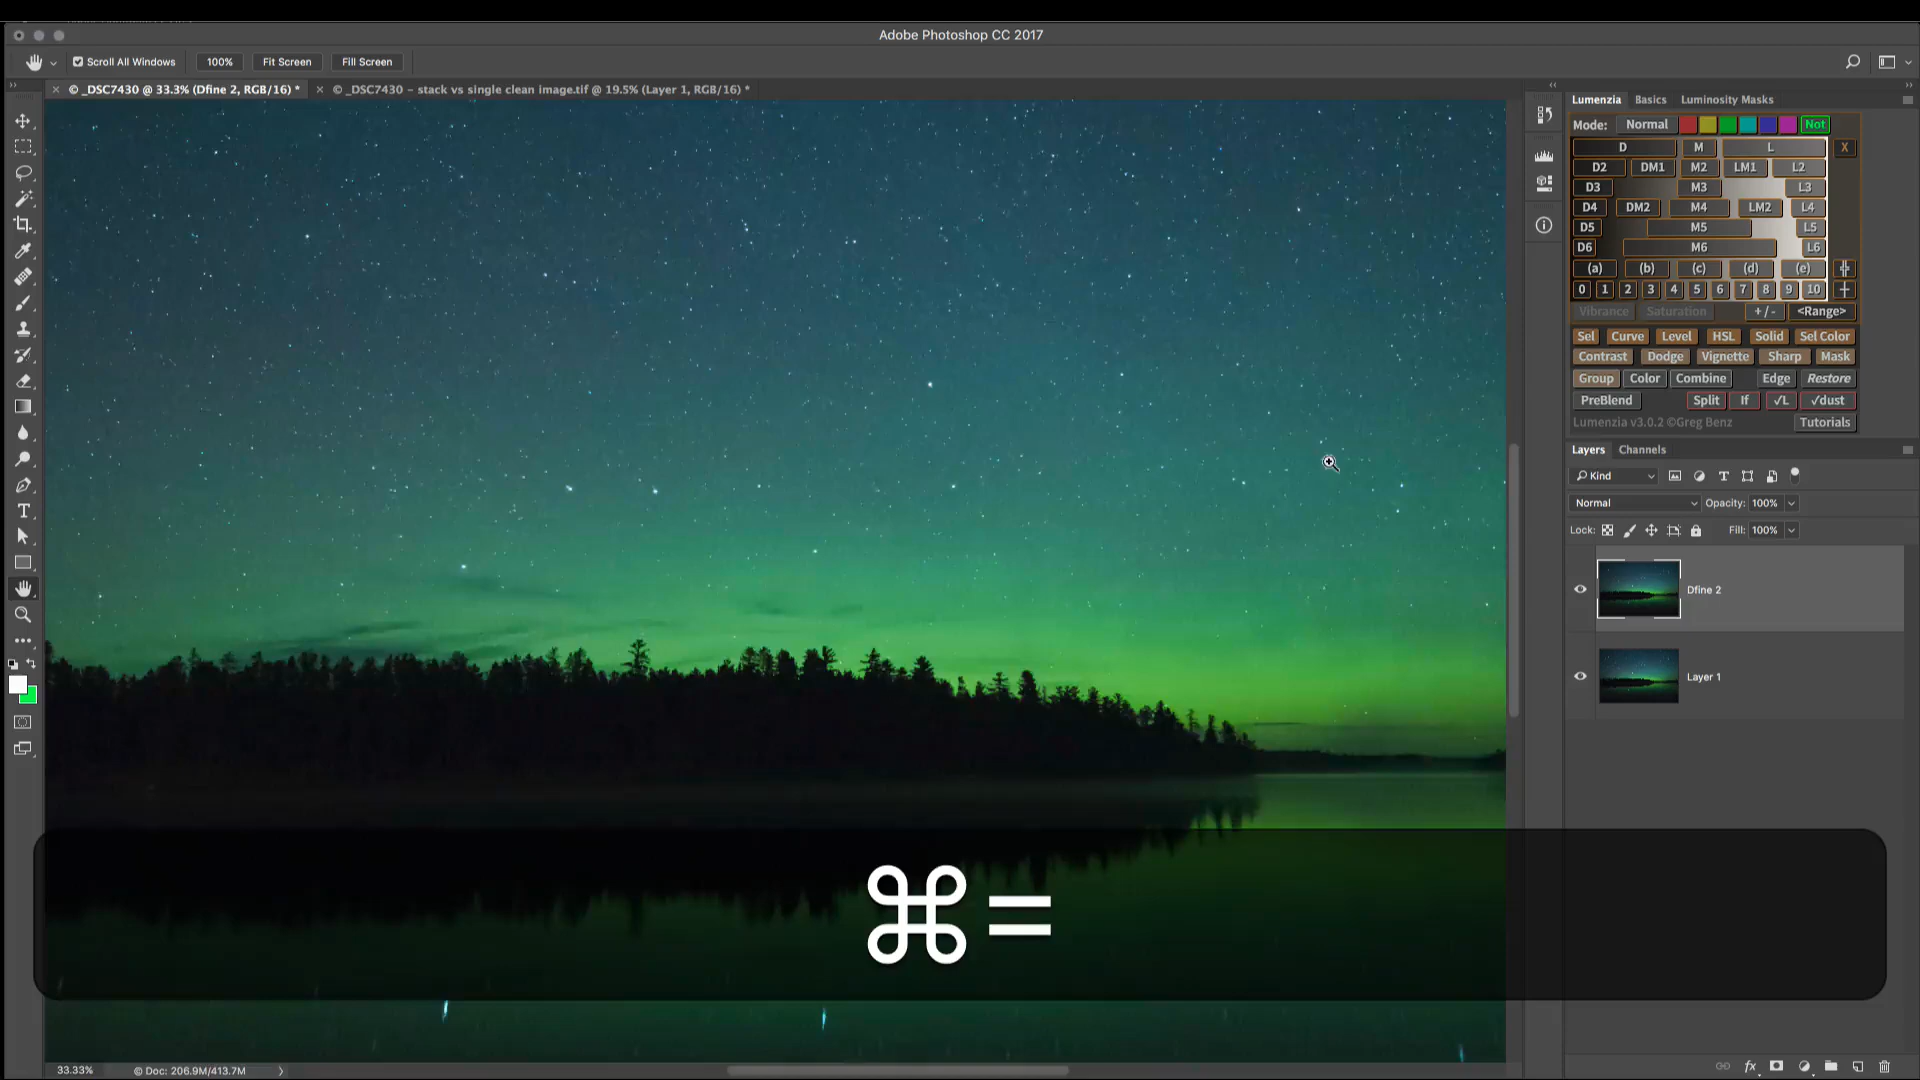 Adobe Photoshop CC 2017
Scroll All Windows 100% Fit Screen Fill Screen
© _DSC7430 @ 33.3% (Dfine 2, RGB/16) * © _DSC7430 – stack vs single clean image.tif @ 19.5% (Layer 1, RGB/16) *
Lumenzia Basics Luminosity Masks
Mode: Normal Not
D M L X
D2 DM1 M2 LM1 L2
D3 M3 L3
D4 DM2 M4 LM2 L4
D5 M5 L5
D6 M6 L6
(a) (b) (c) (d) (e)
0 1 2 3 4 5 6 7 8 9 10
Vibrance Saturation +/- <Range>
Sel Curve Level HSL Solid Sel Color
Contrast Dodge Vignette Sharp Mask
Group Color Combine Edge Restore
PreBlend Split If √L √dust
Lumenzia v3.0.2 ©Greg Benz Tutorials
Layers Channels
Kind
Normal Opacity: 100%
Lock: Fill: 100%
Dfine 2
Layer 1
⌘=
33.33% © Doc: 206.9M/413.7M